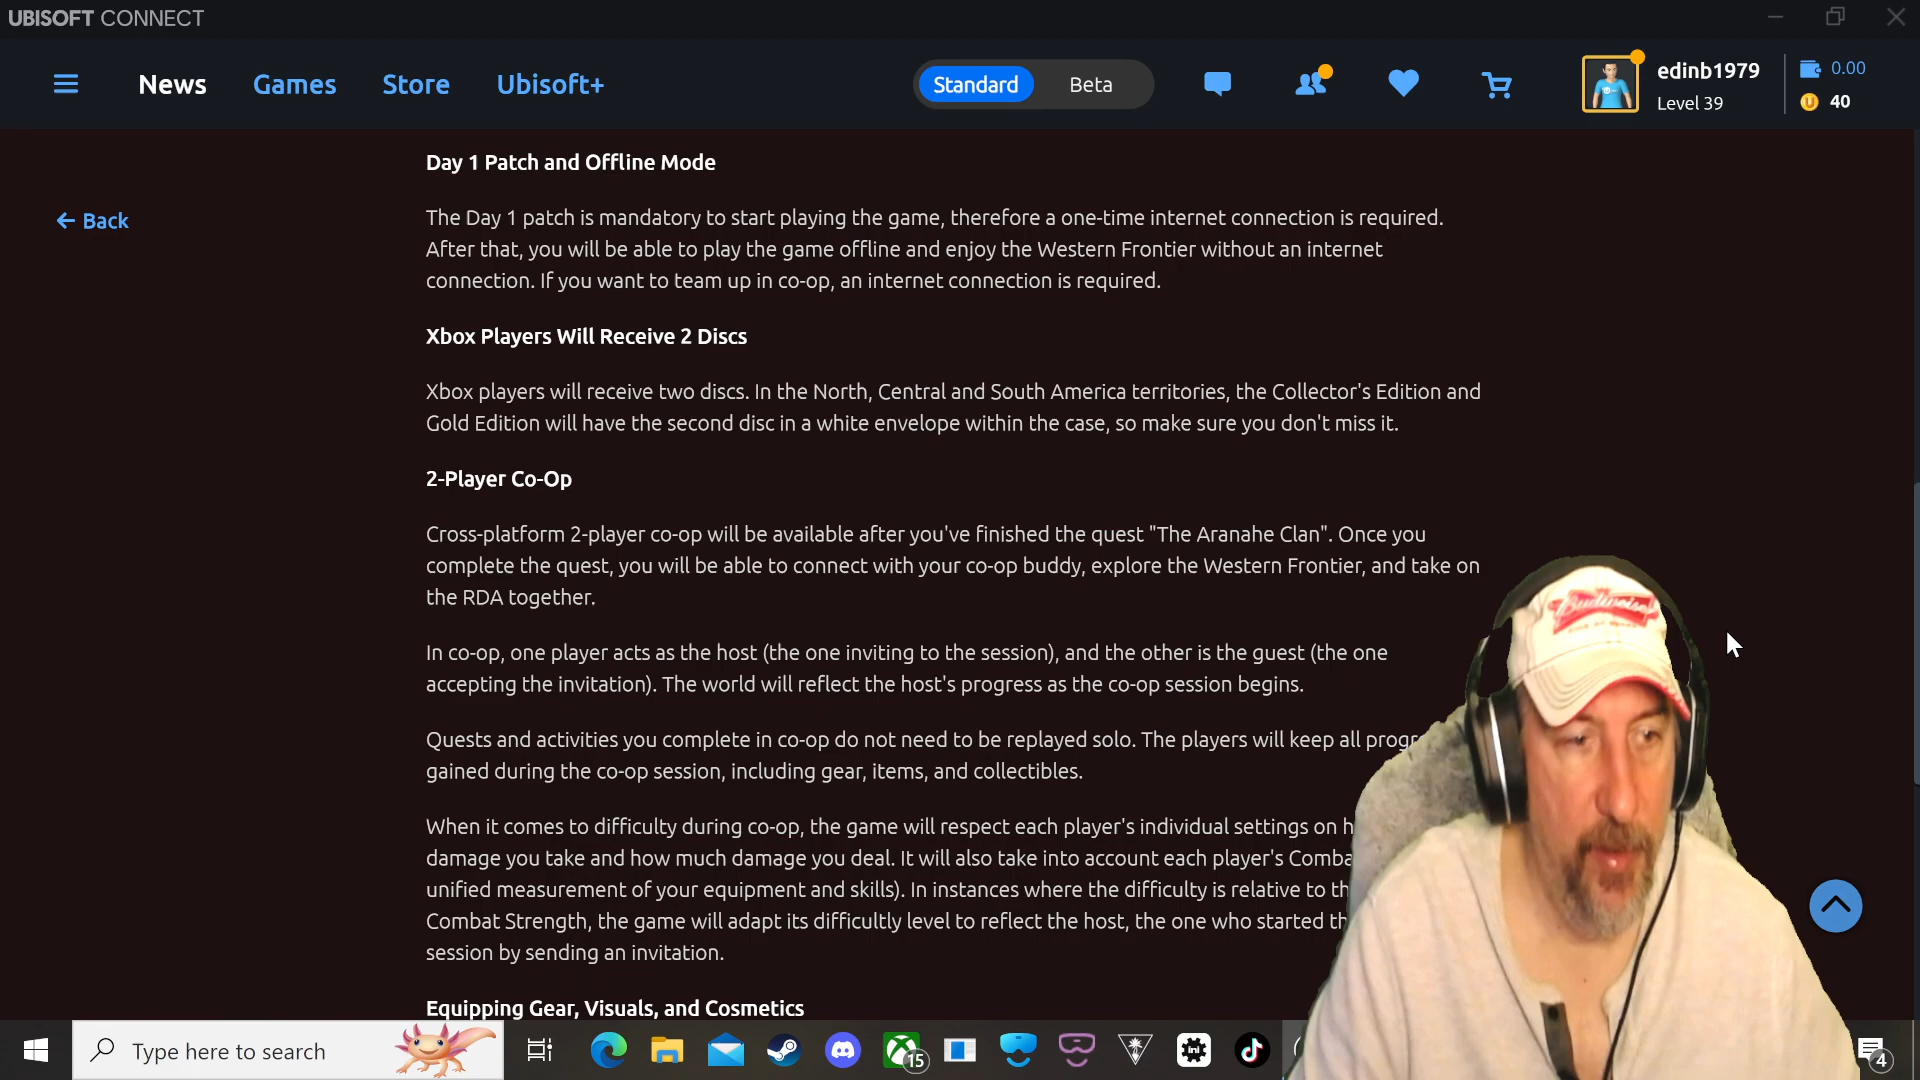 UBISOFT CONNECT
News Games Store Ubisoft+ Standard Beta edinb1979 0.00
Level 39 40
Day 1 Patch and Offline Mode
Back
The Day 1 patch is mandatory to start playing the game, therefore a one-time internet connection is required.
After that, you will be able to play the game offline and enjoy the Western Frontier without an internet
connection. If you want to team up in co-op, an internet connection is required.
Xbox Players Will Receive 2 Discs
Xbox players will receive two discs. In the North, Central and South America territories, the Collector's Edition and
Gold Edition will have the second disc in a white envelope within the case, so make sure you don't miss it.
2-Player Co-Op
Cross-platform 2-player co-op will be available after you've finished the quest "The Aranahe Clan". Once you
complete the quest, you will be able to connect with your co-op buddy, explore the Western Frontier, and take on
the RDA together.
In co-op, one player acts as the host (the one inviting to the session), and the other is the guest (the one
accepting the invitation). The world will reflect the host's progress as the co-op session begins.
Quests and activities you complete in co-op do not need to be replayed solo. The players will keep all
gained during the co-op session, including gear, items, and collectibles.
When it comes to difficulty during co-op, the game will respect each player's individual settings on
damage you take and how much damage you deal. It will also take into account each player's
unified measurement of your equipment and skills). In instances where the difficulty is relative to
Combat Strength, the game will adapt its difficultly level to reflect the host, the one who started
session by sending an invitation.
Equipping Gear, Visuals, and Cosmetics
Budweiser
Type here to search
15
4